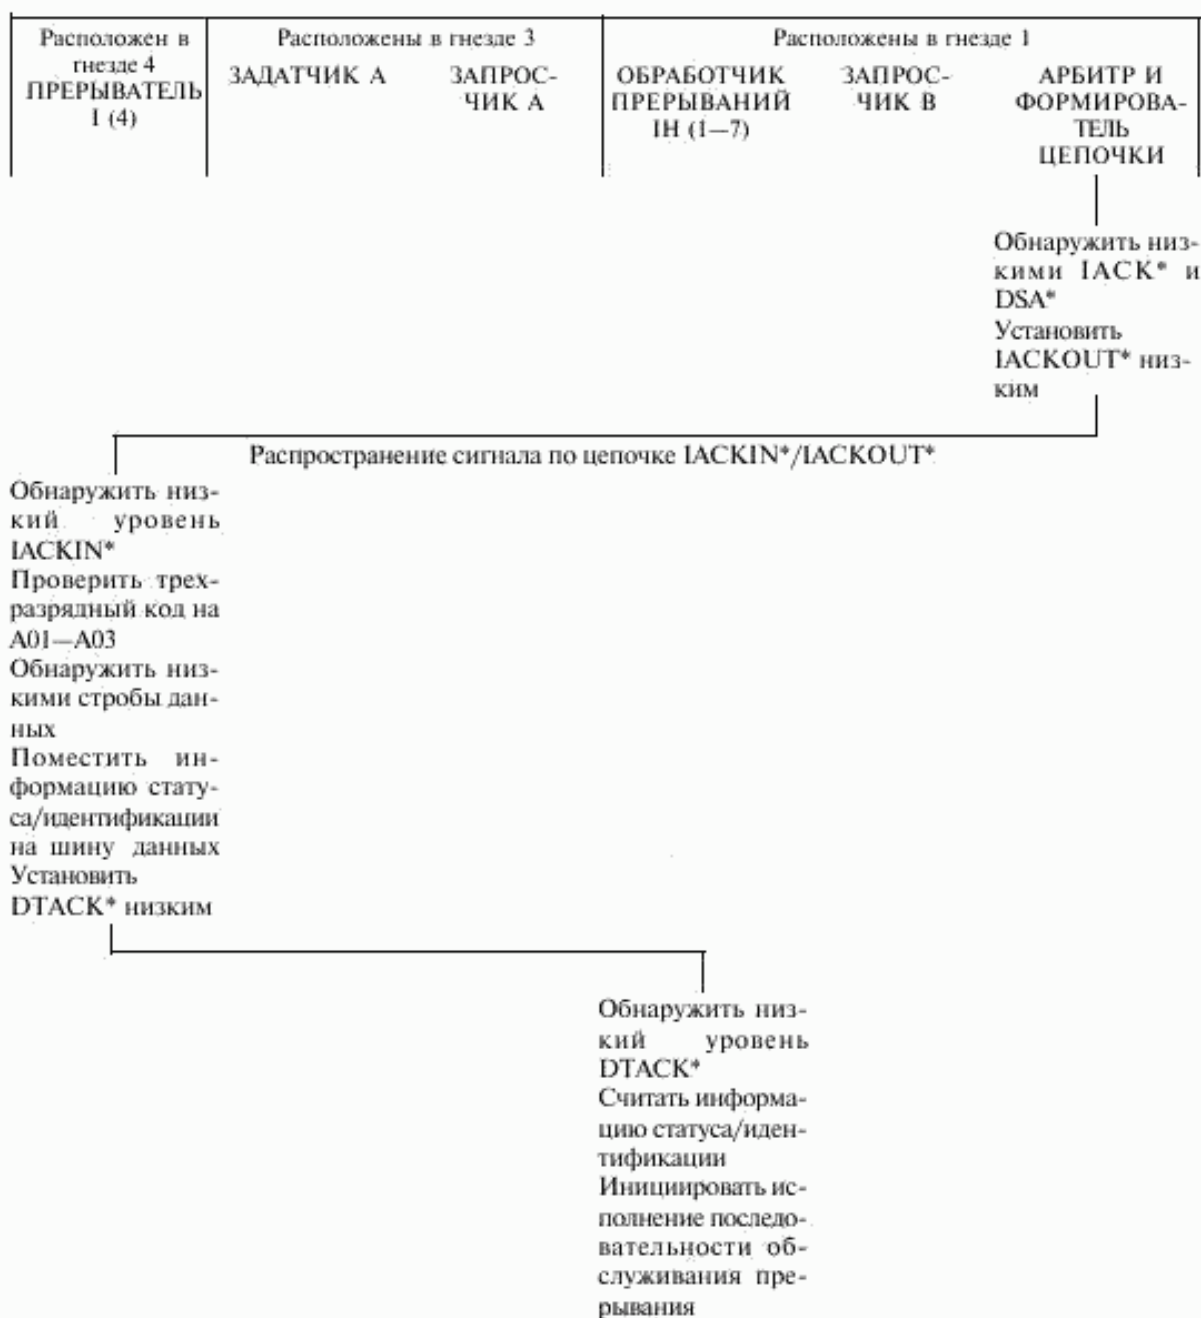 Расположен в гнезде 4
ПРЕРЫВАТЕЛЬ
I (4)
Расположены в гнезде 3
ЗАДАТЧИК А
ЗАПРОС-
ЧИК А
Расположены в гнезде 1
ОБРАБОТЧИК
ПРЕРЫВАНИЙ
IH (1—7)
ЗАПРОС-
ЧИК В
АРБИТР И
ФОРМИРОВА-
ТЕЛЬ
ЦЕПОЧКИ
Обнаружить низ-
кими IACK* и
DSA*
Установить
IACKOUT* низ-
ким
Распространение сигнала по цепочке IACKIN*/IACKOUT*
Обнаружить низ-
кий уровень
IACKIN*
Проверить трех-
разрядный код на
A01—A03
Обнаружить низ-
кими стробы дан-
ных
Поместить ин-
формацию стату-
са/идентификации
на шину данных
Установить
DTACK* низким
Обнаружить низ-
кий уровень
DTACK*
Считать информа-
цию статуса/иден-
тификации
Инициировать ис-
полнение последо-
вательности об-
служивания пре-
рывания